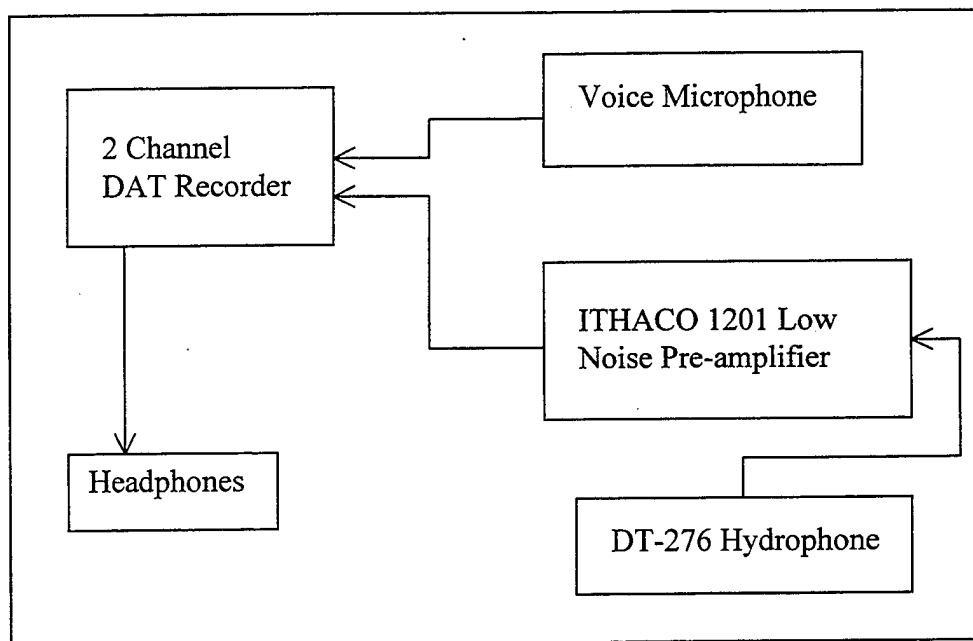 Voice Microphone
2 Channel
DAT Recorder
ITHACO 1201 Low
Noise Pre-amplifier
Headphones
DT-276 Hydrophone